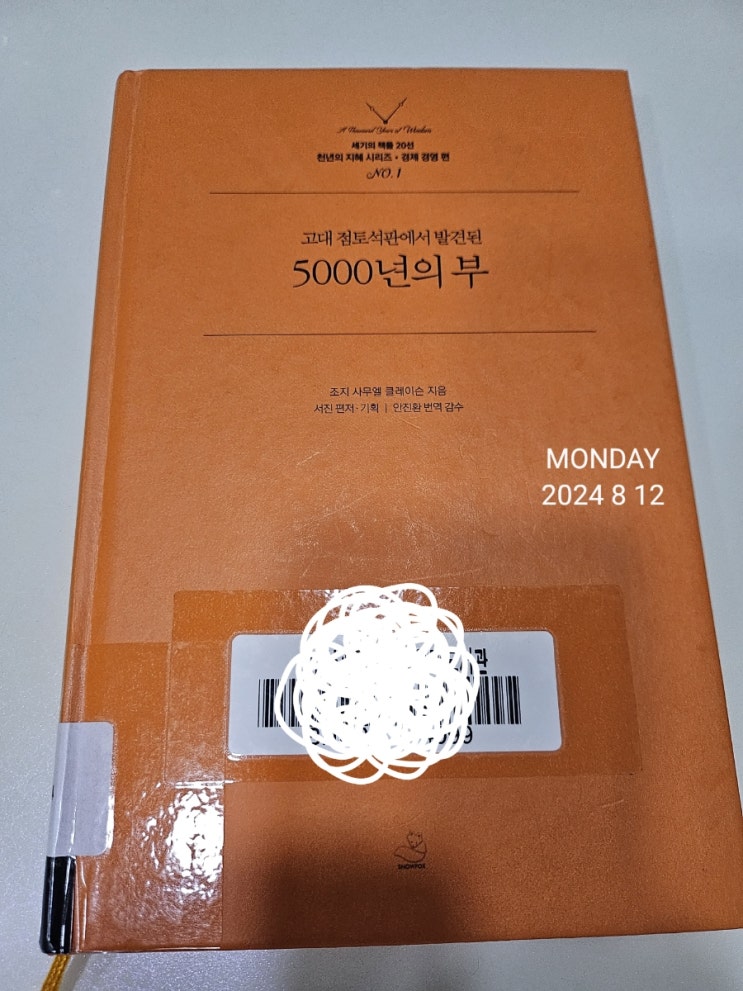 A Thousand Years of Wisdom
세기의 책들 20선
천년의 지혜 시리즈 • 경제 경영 편
NO. 1
고대 점토석판에서 발견된
5000년의 부
조지 사무엘 클레이슨 지음
서진 편저·기획 | 안진환 번역 감수
MONDAY
2024 8 12
SNOWFOX